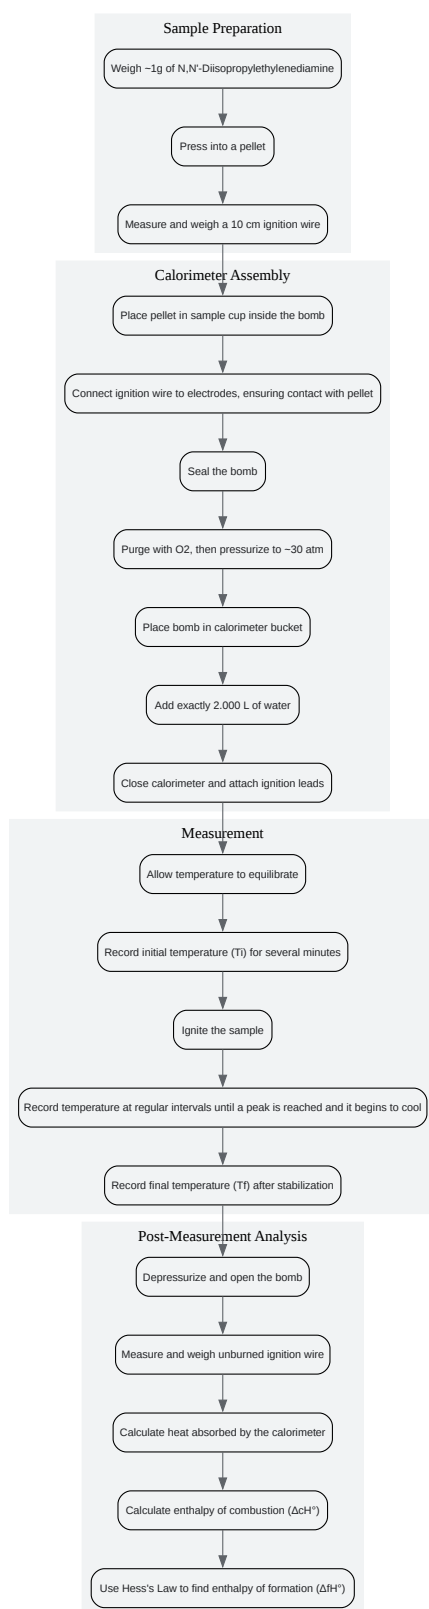 Sample Preparation
Weigh ~1g of N,N'-Diisopropylethylenediamine
Press into a pellet
Measure and weigh a 10 cm ignition wire
Calorimeter Assembly
Place pellet in sample cup inside the bomb
Connect ignition wire to electrodes, ensuring contact with pellet
Seal the bomb
Purge with O2, then pressurize to ~30 atm
Place bomb in calorimeter bucket
Add exactly 2.000 L of water
Close calorimeter and attach ignition leads
Measurement
Allow temperature to equilibrate
Record initial temperature (Ti) for several minutes
Ignite the sample
Record temperature at regular intervals until a peak is reached and it begins to cool
Record final temperature (Tf) after stabilization
Post-Measurement Analysis
Depressurize and open the bomb
Measure and weigh unburned ignition wire
Calculate heat absorbed by the calorimeter
Calculate enthalpy of combustion (ΔcH°)
Use Hess's Law to find enthalpy of formation (ΔfH°)